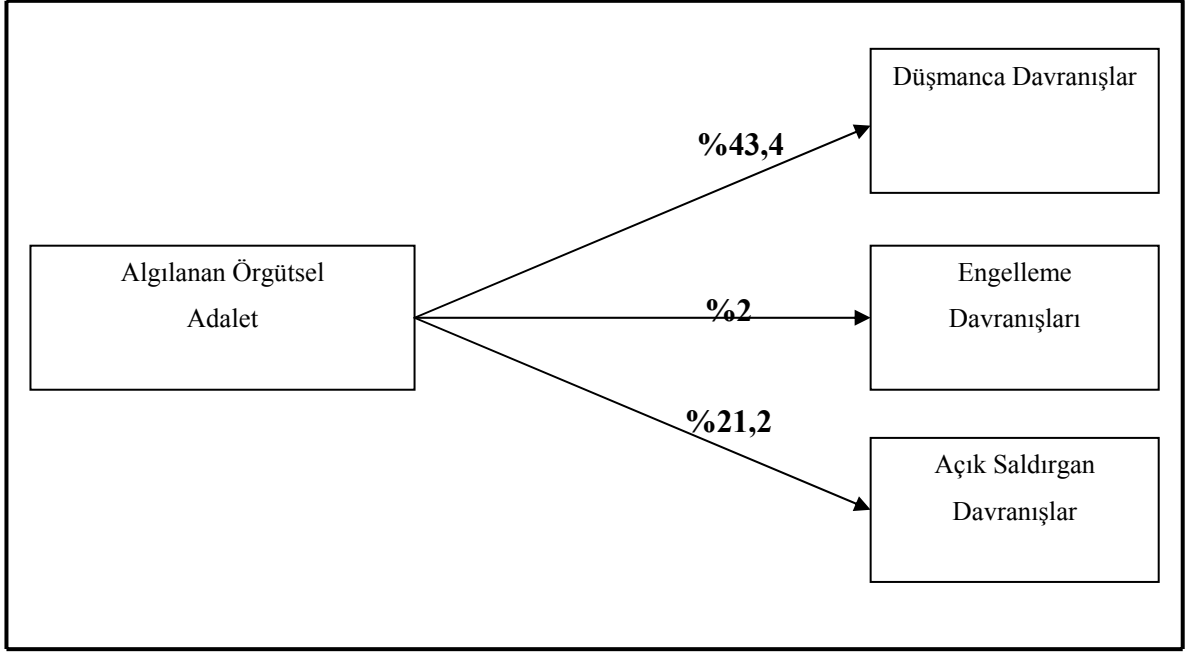 Düşmanca Davranışlar
%43,4
Algılanan Örgütsel
Adalet
%2
Engelleme
Davranışları
%21,2
Açık Saldırgan
Davranışlar